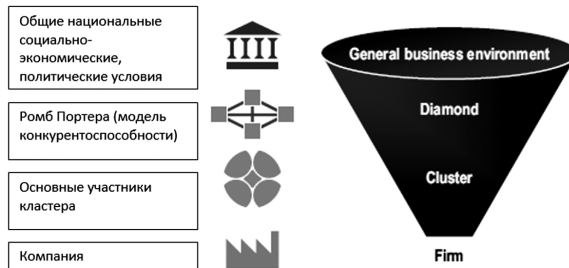 Общие национальные
социально-
экономические,
политические условия
Ромб Портера (модель
конкурентоспособности)
Основные участники
кластера
Компания
General business environment
Diamond
Cluster
Firm